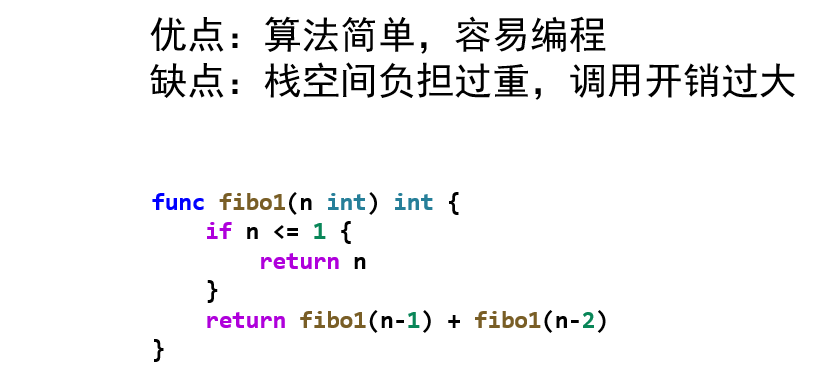 优点：算法简单，容易编程
缺点：栈空间负担过重，调用开销过大
func fibo1(n int) int {
    if n <= 1 {
        return n
    }
    return fibo1(n-1) + fibo1(n-2)
}